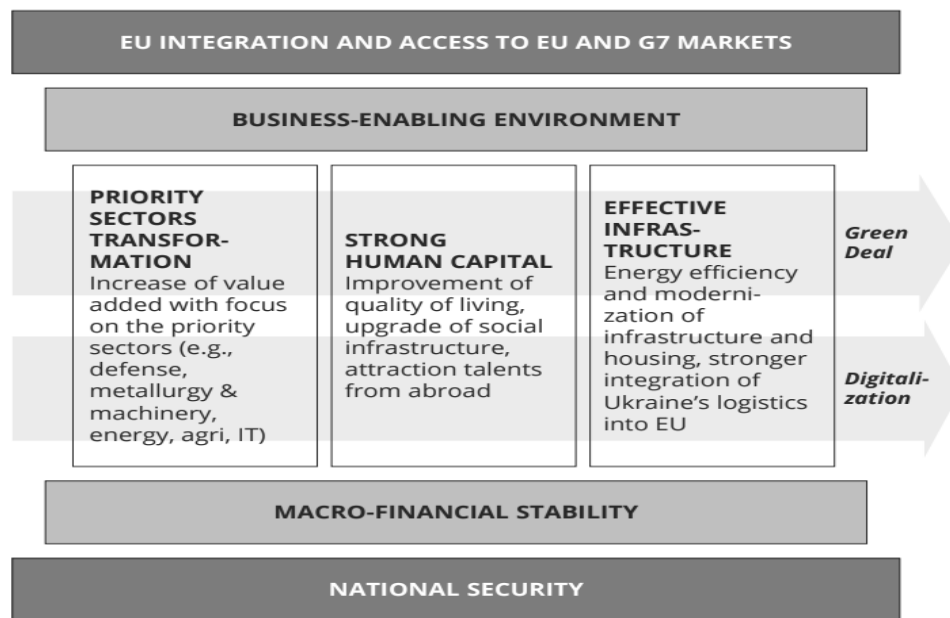 EU INTEGRATION AND ACCESS TO EU AND G7 MARKETS
BUSINESS-ENABLING ENVIRONMENT
PRIORITY
SECTORS
TRANSFOR-
MATION
Increase of value
added with focus
on the priority
sectors (e.g.,
defense,
metallurgy &
machinery,
energy, agri, IT)
STRONG
HUMAN CAPITAL
Improvement of
quality of living,
upgrade of social
infrastructure,
attraction talents
from abroad
EFFECTIVE
INFRAS-
TRUCTURE
Energy efficiency
and moderni-
zation of
infrastructure and
housing, stronger
integration of
Ukraine’s logistics
into EU
Green
Deal
Digitali-
zation
MACRO-FINANCIAL STABILITY
NATIONAL SECURITY